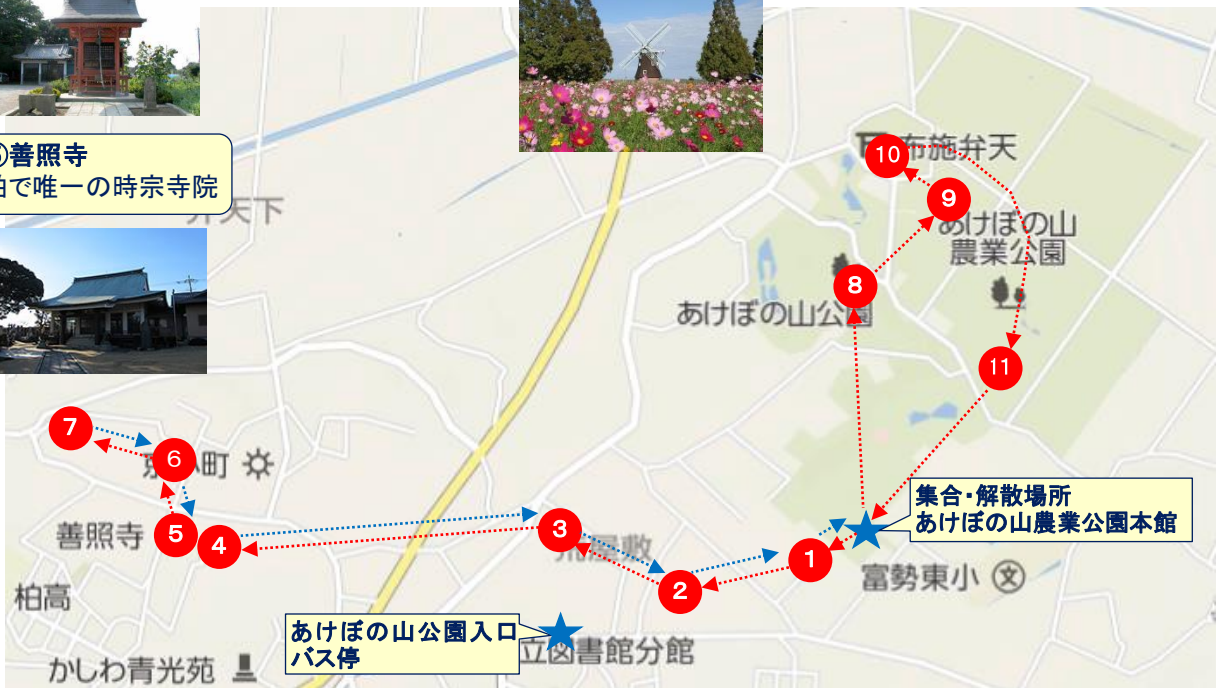 善照寺
で唯一の時宗寺院
弁天下
布施弁天
あけぼの山
農業公園
あけぼの山公園
10
9
8
11
7
6
町
善照寺
5
4
3
荒屋敷
2
1
集合・解散場所
あけぼの山農業公園本館
富勢東小
文
柏高
あけぼの山公園入口
バス停
立図書館分館
かしわ青光苑